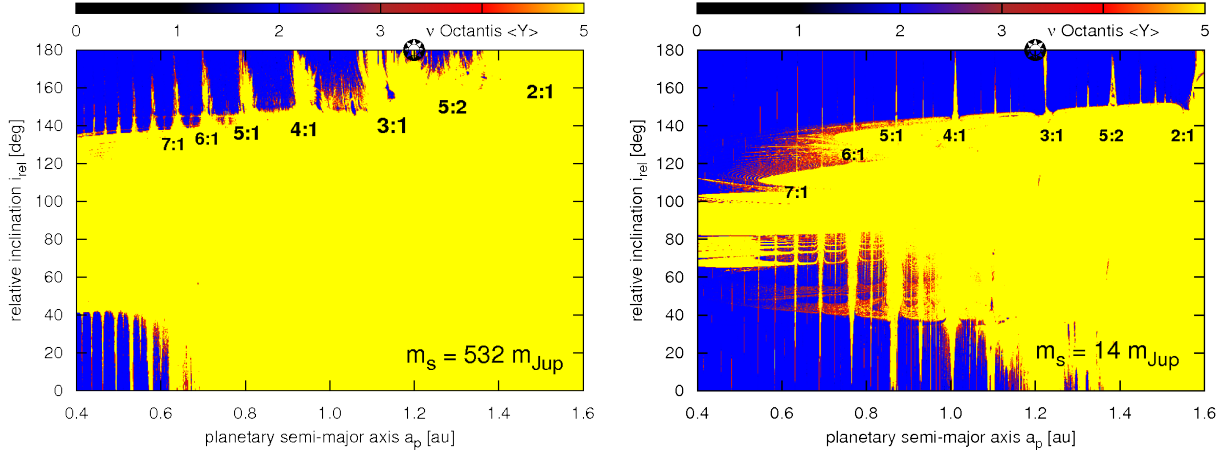 0 1 2 3 ν Octantis <Y> 5
180
160
140
120
100
80
60
40
20
0
relative inclination i_rel [deg]
2:1
5:2
3:1
4:1
5:1
6:1
7:1
m_s = 532 m_Jup
0.4 0.6 0.8 1.0 1.2 1.4 1.6
planetary semi-major axis a_p [au]
0 1 2 3 ν Octantis <Y> 5
180
160
140
120
100
80
60
40
20
0
relative inclination i_rel [deg]
5:1 4:1 3:1 5:2 2:1
6:1
7:1
m_s = 14 m_Jup
0.4 0.6 0.8 1.0 1.2 1.4 1.6
planetary semi-major axis a_p [au]